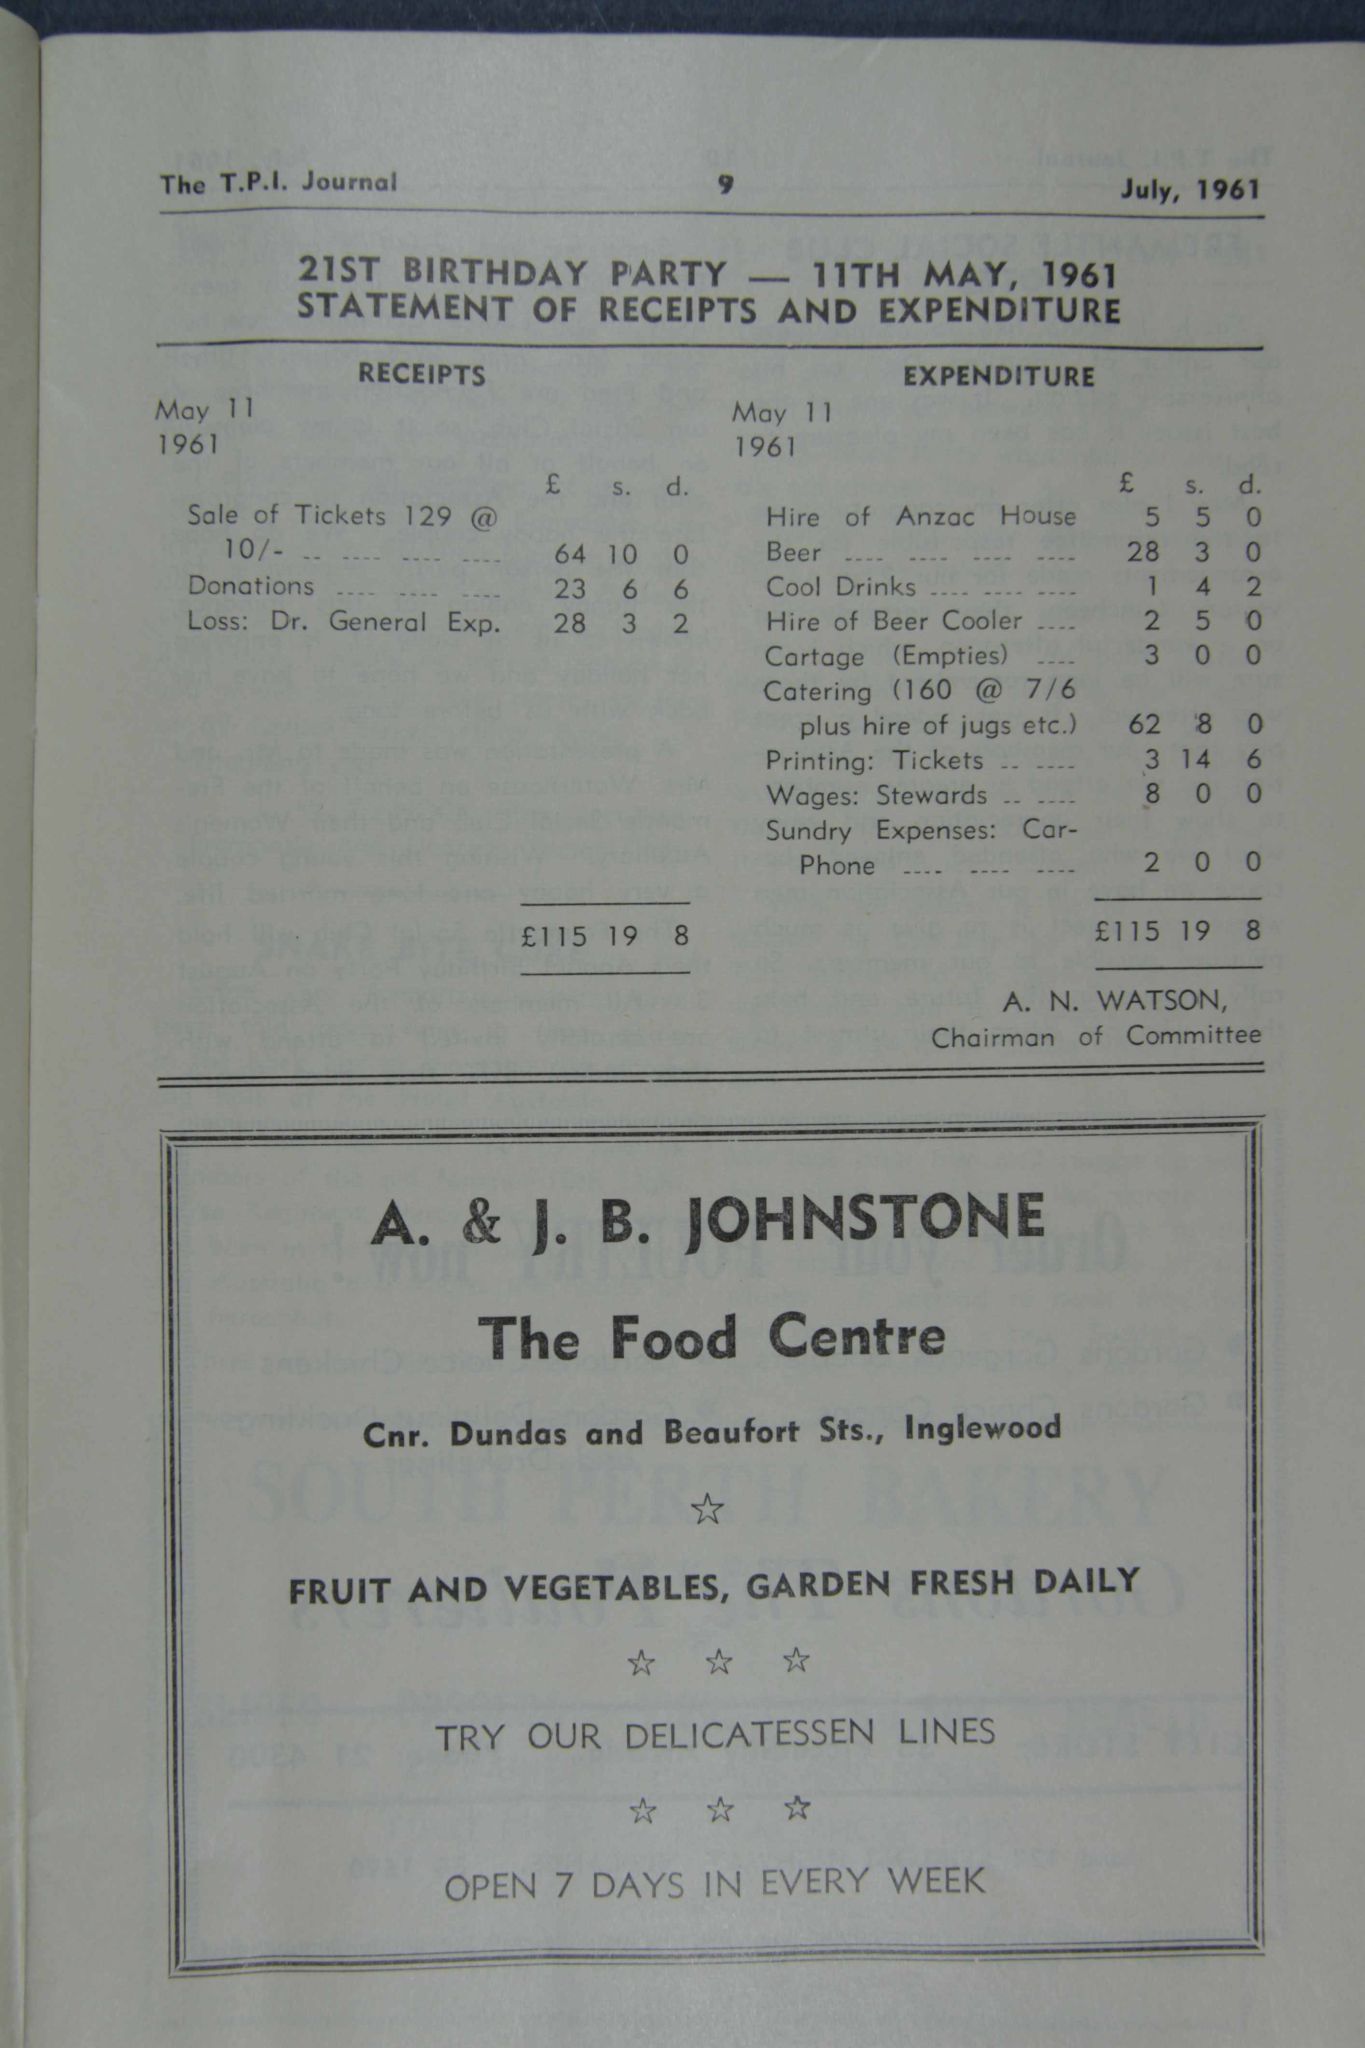 The T.P.I. Journal 9 July, 1961
21ST BIRTHDAY PARTY — 11TH MAY, 1961
STATEMENT OF RECEIPTS AND EXPENDITURE
RECEIPTS
May 11
1961
£ s. d.
Sale of Tickets 129 @
10/- .. .... .... .... 64 10 0
Donations .... .... .... 23 6 6
Loss: Dr. General Exp. 28 3 2
£115 19 8
EXPENDITURE
May 11
1961
£ s. d.
Hire of Anzac House 5 5 0
Beer .... .... .... .... 28 3 0
Cool Drinks .... .... .... 1 4 2
Hire of Beer Cooler .... 2 5 0
Cartage (Empties) .... 3 0 0
Catering (160 @ 7/6
plus hire of jugs etc.) 62 8 0
Printing: Tickets .. .... 3 14 6
Wages: Stewards .. .... 8 0 0
Sundry Expenses: Car-
Phone .... .... .... 2 0 0
£115 19 8
A. N. WATSON,
Chairman of Committee
A. & J. B. JOHNSTONE
The Food Centre
Cnr. Dundas and Beaufort Sts., Inglewood
☆
FRUIT AND VEGETABLES, GARDEN FRESH DAILY
☆ ☆ ☆
TRY OUR DELICATESSEN LINES
☆ ☆ ☆
OPEN 7 DAYS IN EVERY WEEK